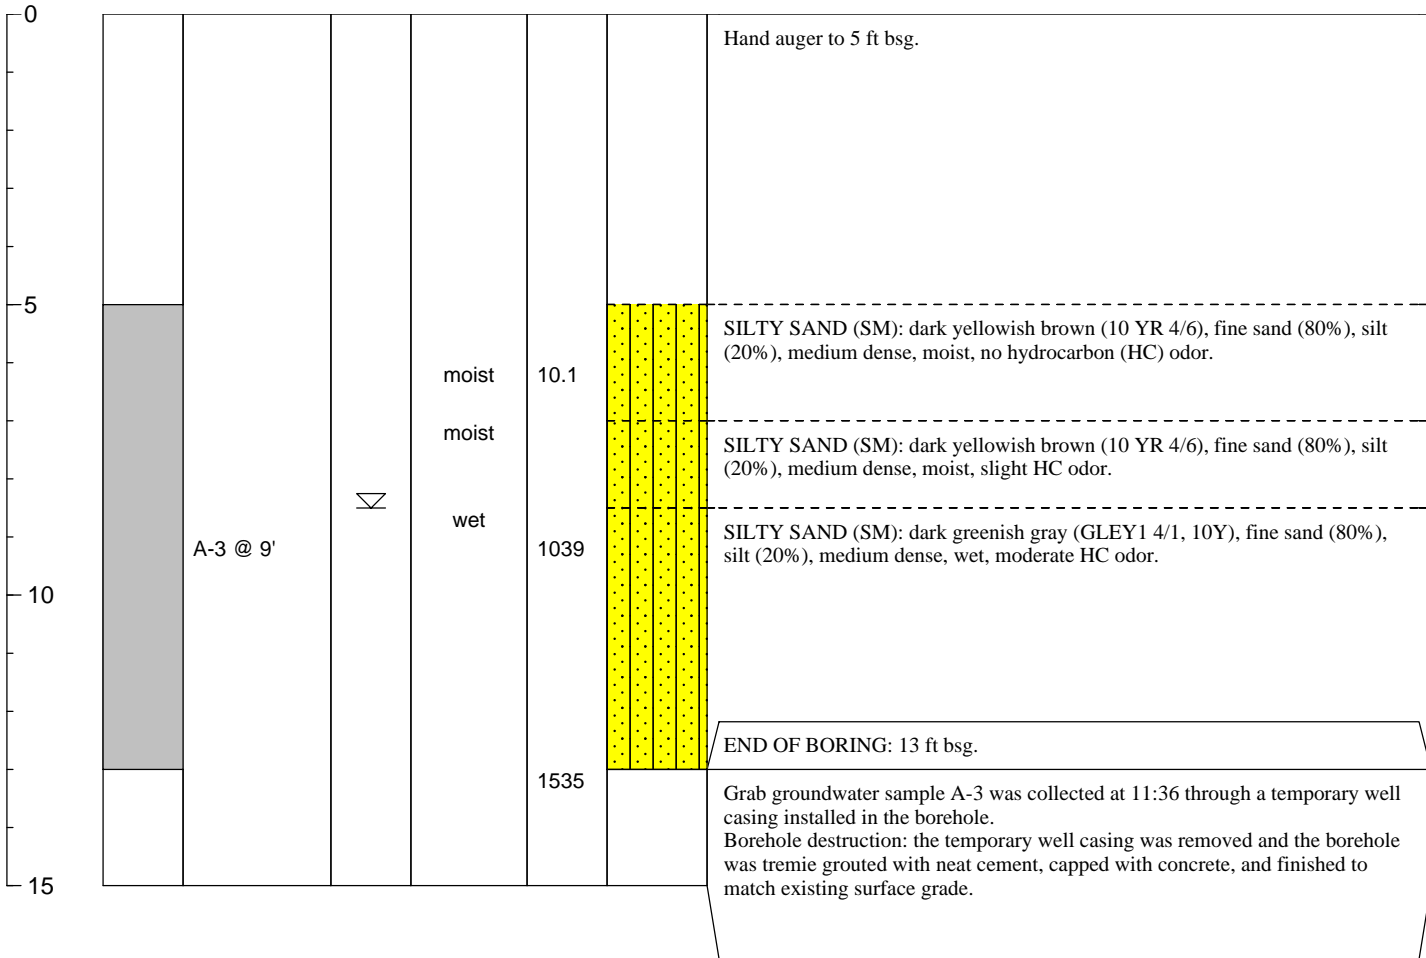 0
Hand auger to 5 ft bsg.
5
SILTY SAND (SM): dark yellowish brown (10 YR 4/6), fine sand (80%), silt
(20%), medium dense, moist, no hydrocarbon (HC) odor.
moist 10.1
moist
SILTY SAND (SM): dark yellowish brown (10 YR 4/6), fine sand (80%), silt
(20%), medium dense, moist, slight HC odor.
wet
SILTY SAND (SM): dark greenish gray (GLEY1 4/1, 10Y), fine sand (80%),
silt (20%), medium dense, wet, moderate HC odor.
A-3 @ 9' 1039
10
END OF BORING: 13 ft bsg.
1535
Grab groundwater sample A-3 was collected at 11:36 through a temporary well
casing installed in the borehole.
Borehole destruction: the temporary well casing was removed and the borehole
was tremie grouted with neat cement, capped with concrete, and finished to
match existing surface grade.
15